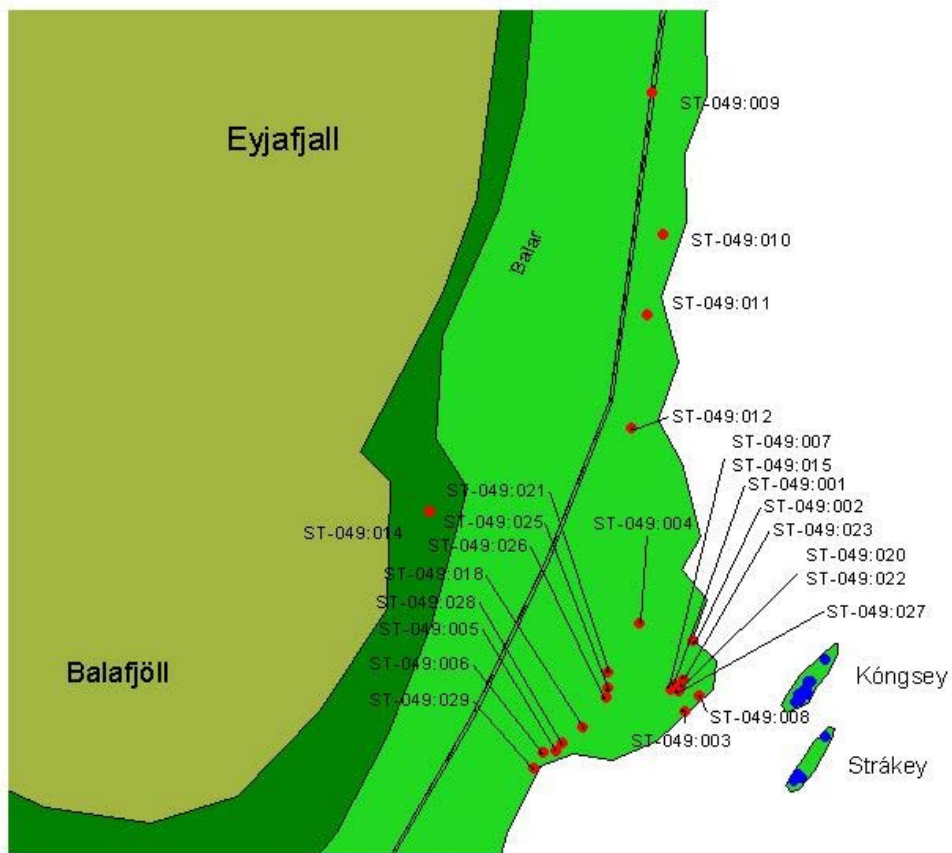 ST-049:009
Eyjafjall
ST-049:010
Balar
ST-049:011
ST-049:012
ST-049:007
ST-049:015
ST-049:001
ST-049:002
ST-049:023
ST-049:020
ST-049:022
ST-049:027
ST-049:021
ST-049:004
ST-049:014
ST-049:025
ST-049:026
ST-049:018
ST-049:028
ST-049:005
ST-049:006
ST-049:029
Balafjöll
Kóngsey
ST-049:008
ST-049:003
Strákey